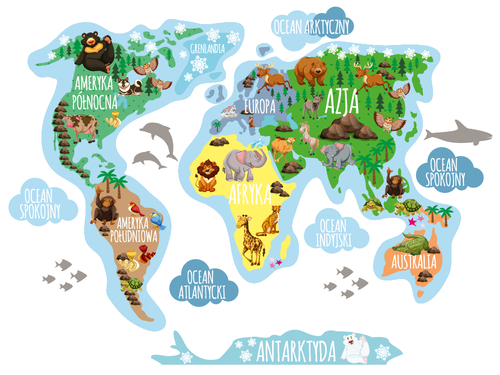 OCEAN ARKTYCZNY
GRENLANDIA
AMERYKA
PÓŁNOCNA
EUROPA
AZJA
OCEAN
SPOKOJNY
AFRYKA
OCEAN
SPOKOJNY
AMERYKA
POŁUDNIOWA
OCEAN
INDYJSKI
AUSTRALIA
OCEAN
ATLANTYCKI
ANTARKTYDA